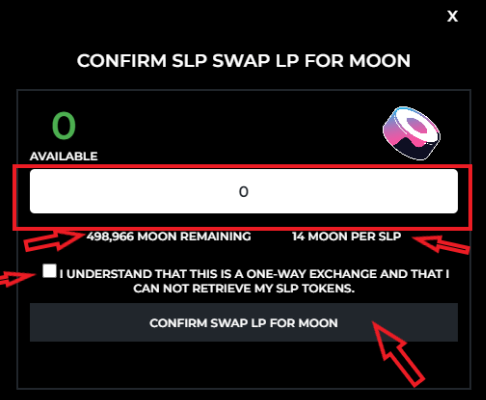 X
CONFIRM SLP SWAP LP FOR MOON
0
AVAILABLE
0
498,966 MOON REMAINING 14 MOON PER SLP
I UNDERSTAND THAT THIS IS A ONE-WAY EXCHANGE AND THAT I
CAN NOT RETRIEVE MY SLP TOKENS.
CONFIRM SWAP LP FOR MOON